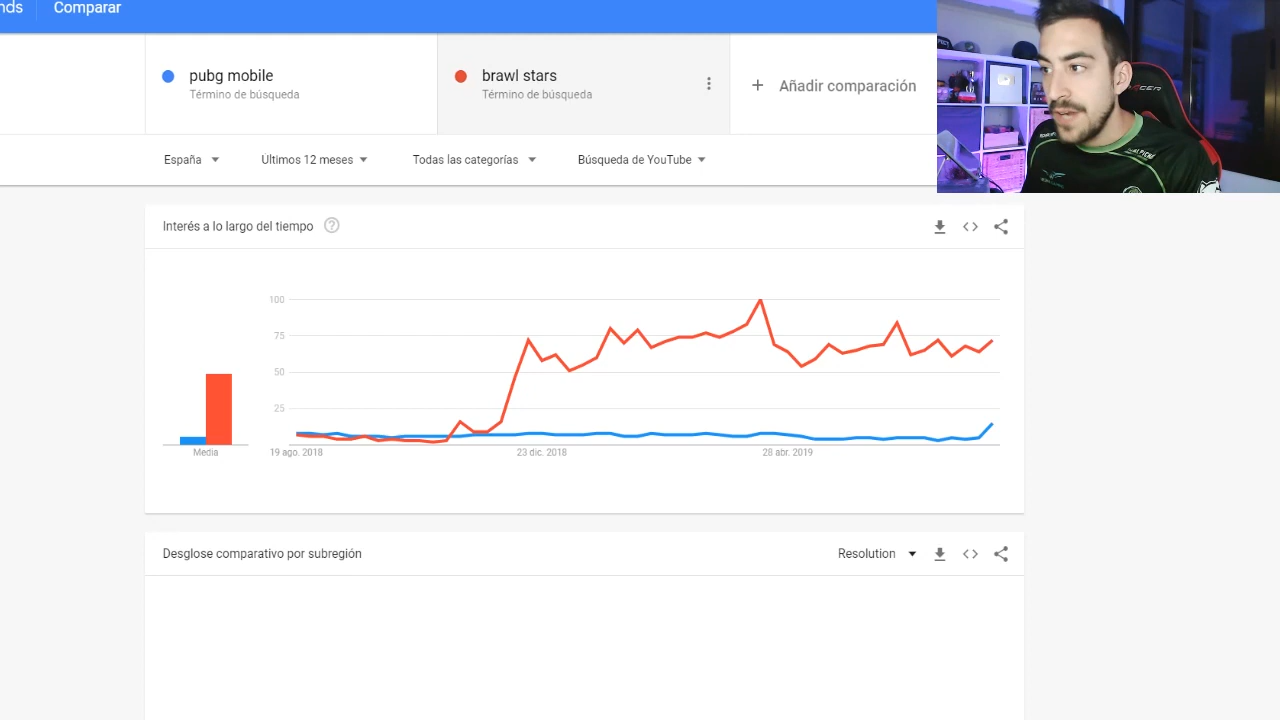 nds Comparar
pubg mobile
Término de búsqueda
brawl stars
Término de búsqueda
+ Añadir comparación
España
Últimos 12 meses
Todas las categorías
Búsqueda de YouTube
Interés a lo largo del tiempo ?
100
75
50
25
Media
19 ago. 2018
23 dic. 2018
28 abr. 2019
Desglose comparativo por subregión
Resolution